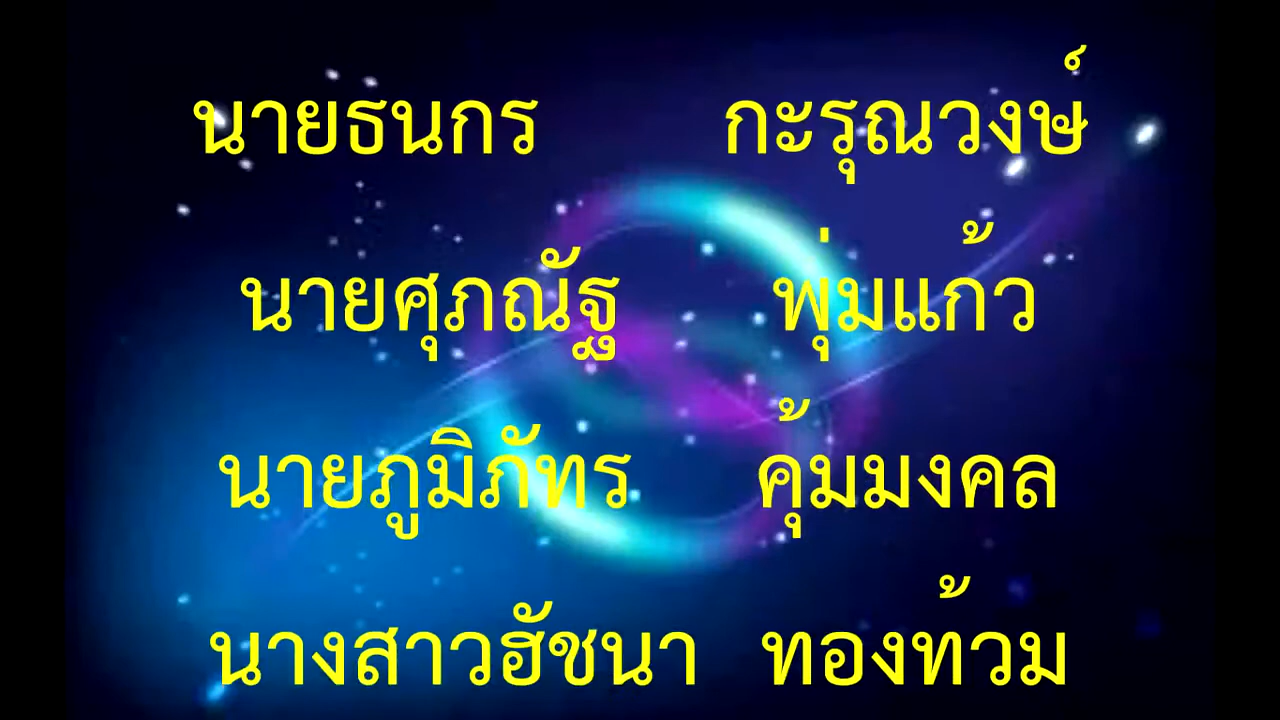 นายธนกร กะรุณวงษ์
นายศุภณัฐ พุ่มแก้ว
นายภูมิภัทร คุ้มมงคล
นางสาวฮัชนา ทองท้วม